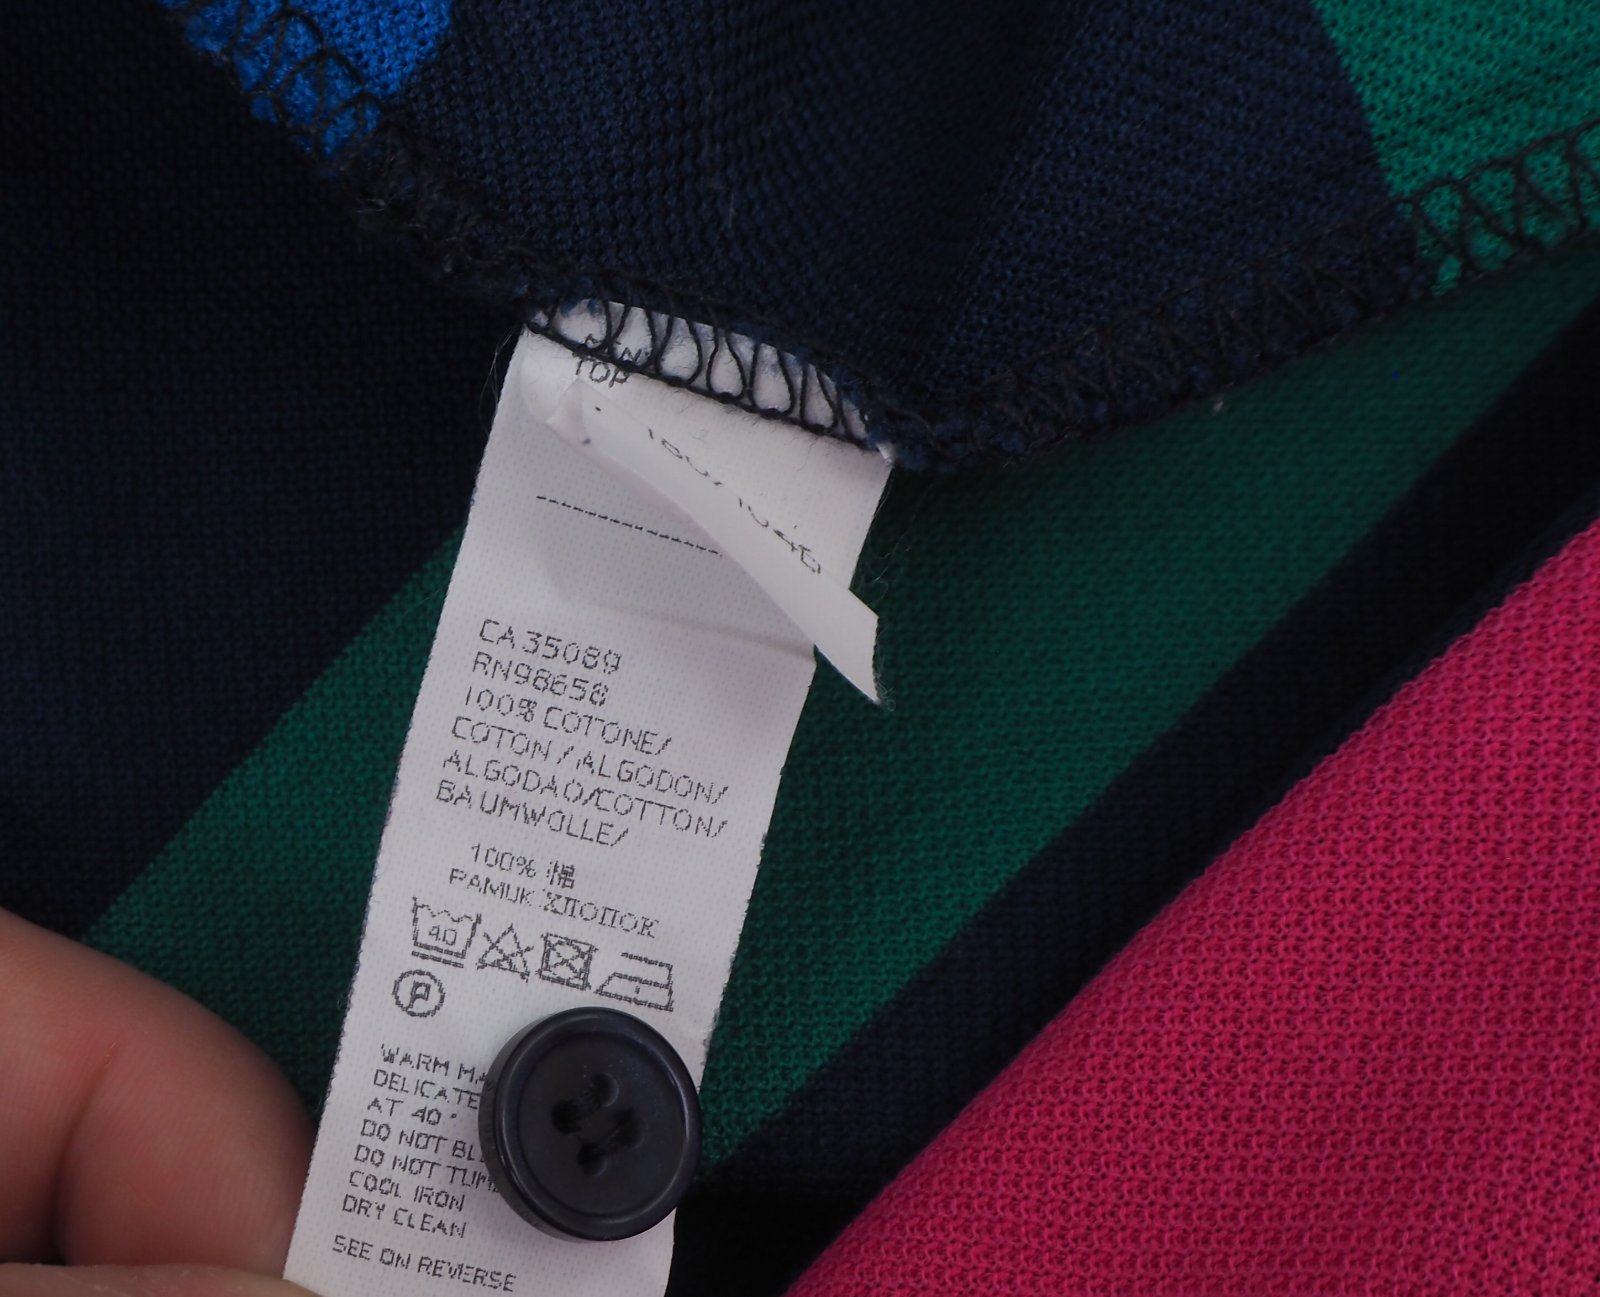 TOP
CA 35089
RN98658
100% COTONE/
COTON / ALGODON/
ALGODAO/COTTON/
BAUMWOLLE/
100% 棉
PAMUK ХЛОПОК
40
P
WARM
DELICATE
AT 40°
DO NOT
DO NOT
COOL IRON
DRY CLEAN
SEE ON REVERSE